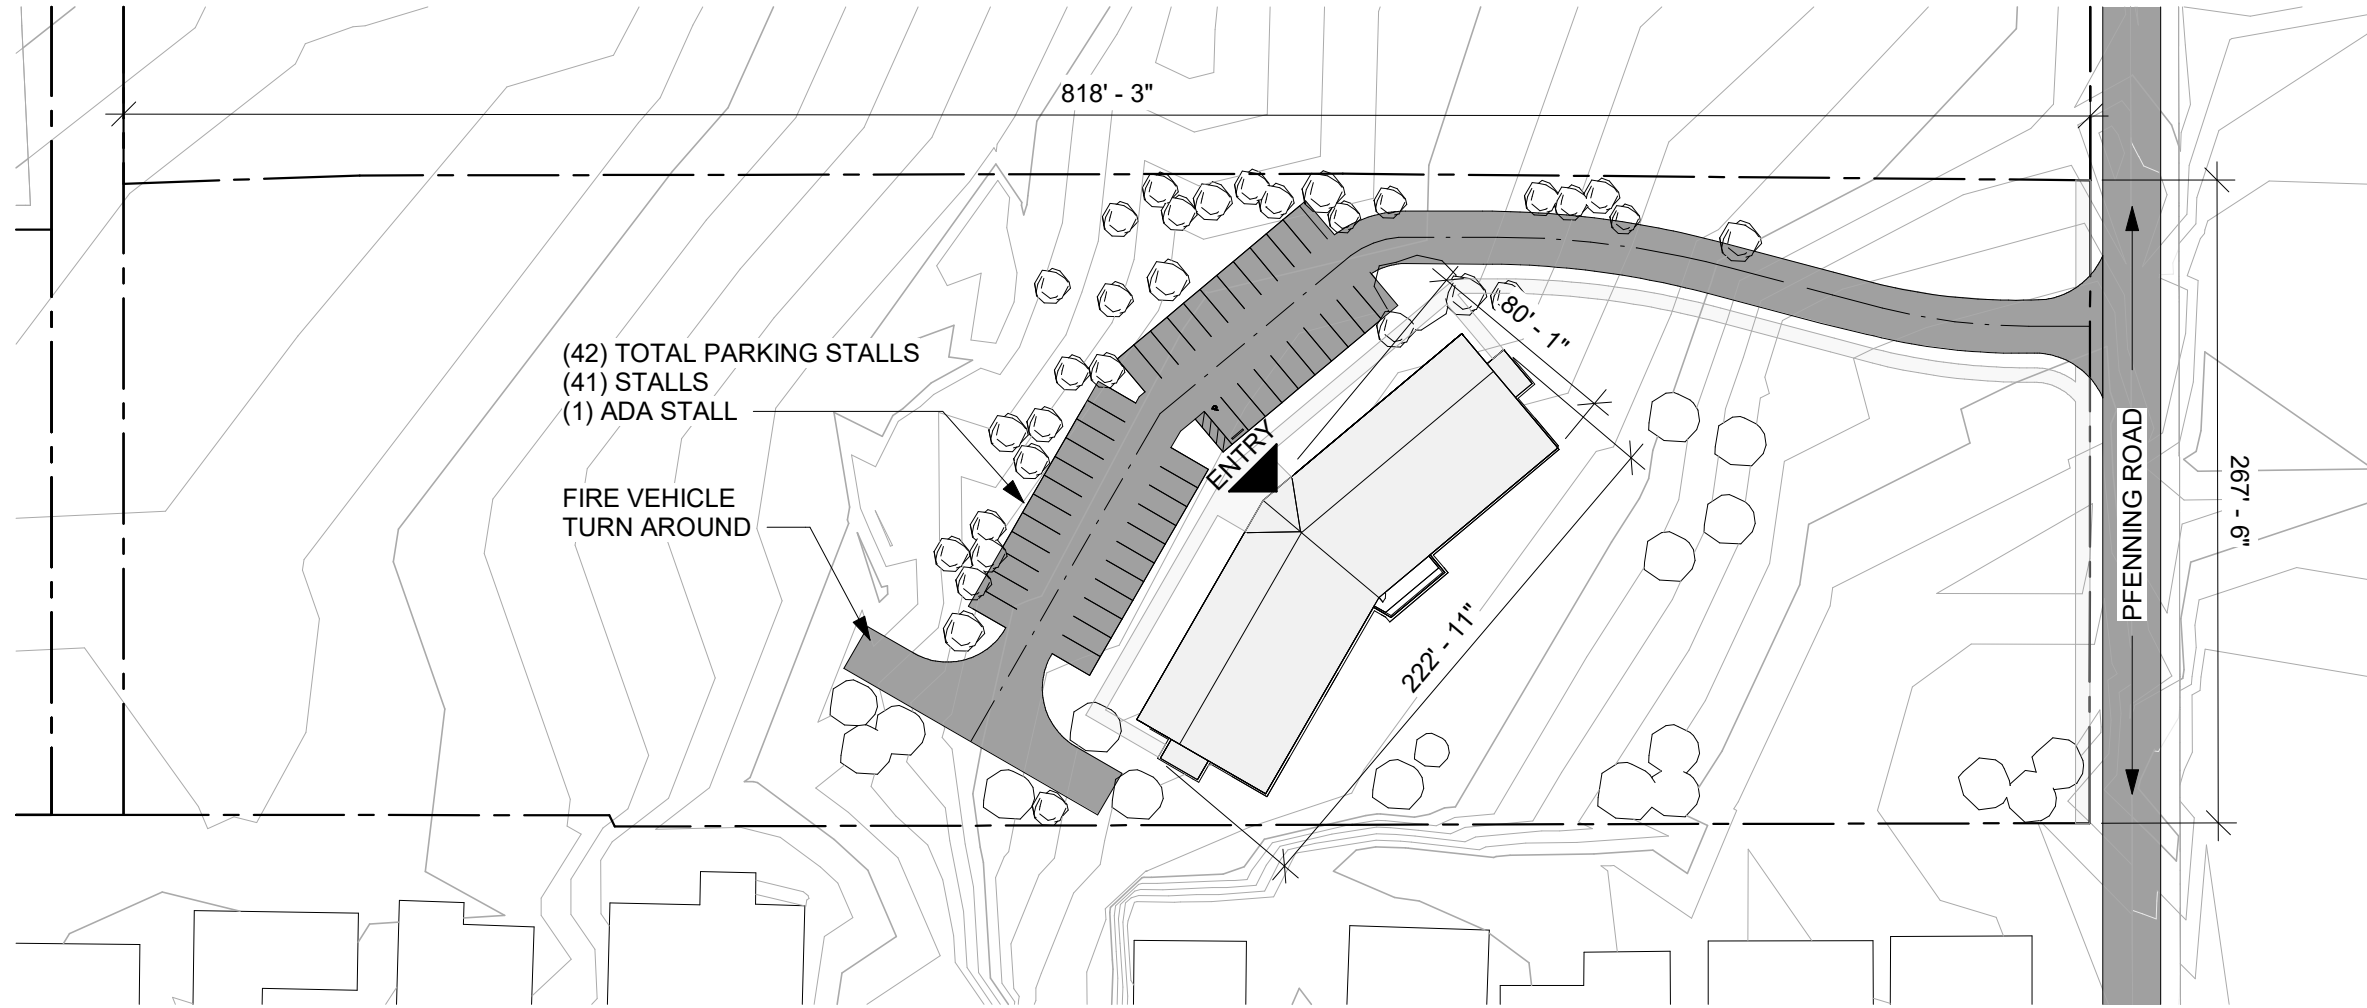 818' - 3"
80' - 1"
(42) TOTAL PARKING STALLS
(41) STALLS
(1) ADA STALL
ENTRY
FIRE VEHICLE
TURN AROUND
PFENNING ROAD
267' - 6"
222' - 11"